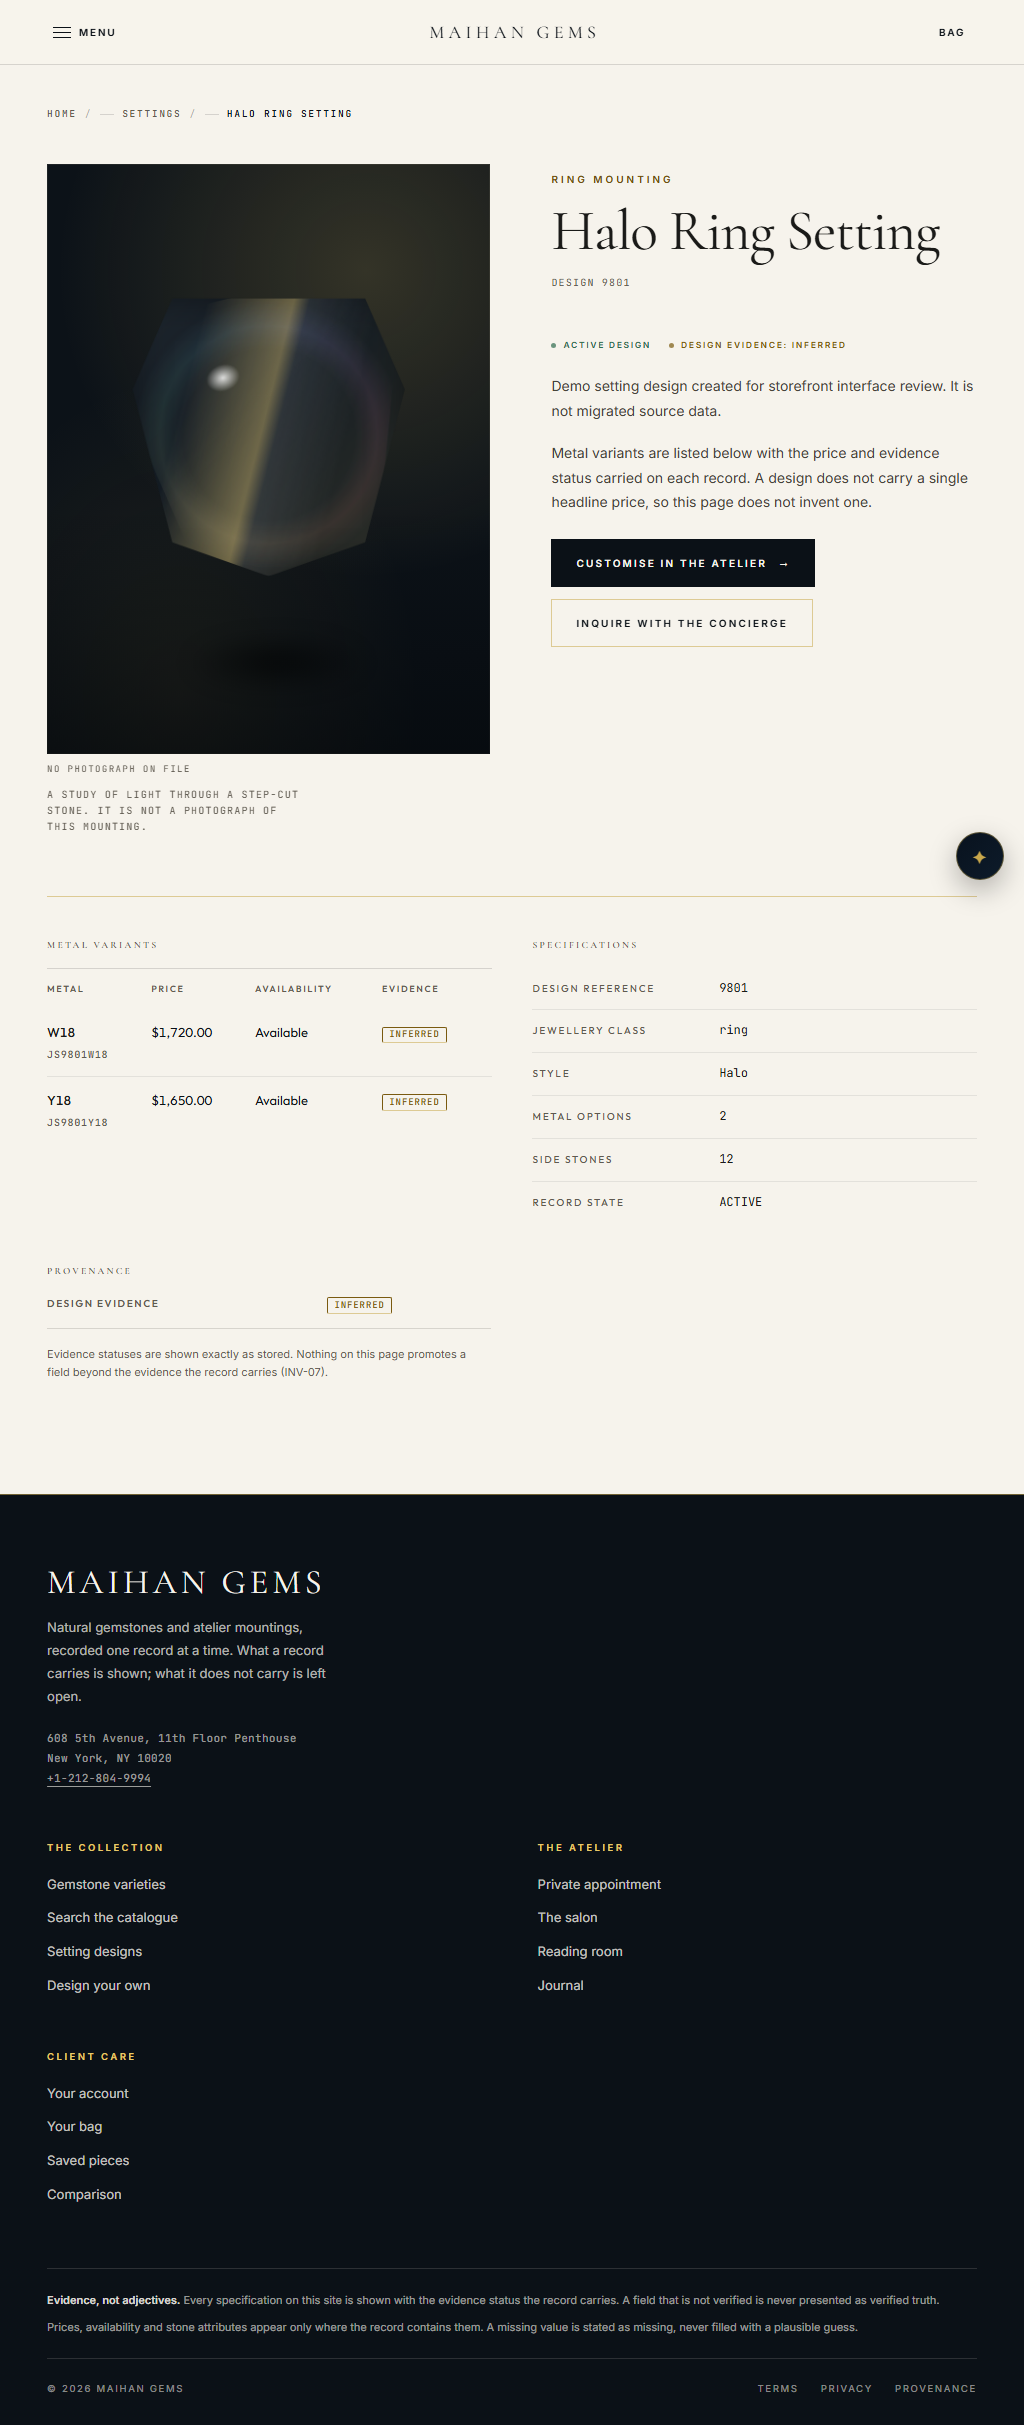 MENU
MAIHAN GEMS
BAG
HOME / — SETTINGS / — HALO RING SETTING
RING MOUNTING
Halo Ring Setting
DESIGN 9801
ACTIVE DESIGN
DESIGN EVIDENCE: INFERRED
Demo setting design created for storefront interface review. It is
not migrated source data.
Metal variants are listed below with the price and evidence
status carried on each record. A design does not carry a single
headline price, so this page does not invent one.
CUSTOMISE IN THE ATELIER →
INQUIRE WITH THE CONCIERGE
NO PHOTOGRAPH ON FILE
A STUDY OF LIGHT THROUGH A STEP-CUT
STONE. IT IS NOT A PHOTOGRAPH OF
THIS MOUNTING.
METAL VARIANTS
METAL PRICE AVAILABILITY EVIDENCE
W18 $1,720.00 Available INFERRED
JS9801W18
Y18 $1,650.00 Available INFERRED
JS9801Y18
SPECIFICATIONS
DESIGN REFERENCE 9801
JEWELLERY CLASS ring
STYLE Halo
METAL OPTIONS 2
SIDE STONES 12
RECORD STATE ACTIVE
PROVENANCE
DESIGN EVIDENCE INFERRED
Evidence statuses are shown exactly as stored. Nothing on this page promotes a
field beyond the evidence the record carries (INV-07).
MAIHAN GEMS
Natural gemstones and atelier mountings,
recorded one record at a time. What a record
carries is shown; what it does not carry is left
open.
608 5th Avenue, 11th Floor Penthouse
New York, NY 10020
+1-212-804-9994
THE COLLECTION
Gemstone varieties
Search the catalogue
Setting designs
Design your own
THE ATELIER
Private appointment
The salon
Reading room
Journal
CLIENT CARE
Your account
Your bag
Saved pieces
Comparison
Evidence, not adjectives. Every specification on this site is shown with the evidence status the record carries. A field that is not verified is never presented as verified truth.
Prices, availability and stone attributes appear only where the record contains them. A missing value is stated as missing, never filled with a plausible guess.
© 2026 MAIHAN GEMS
TERMS PRIVACY PROVENANCE